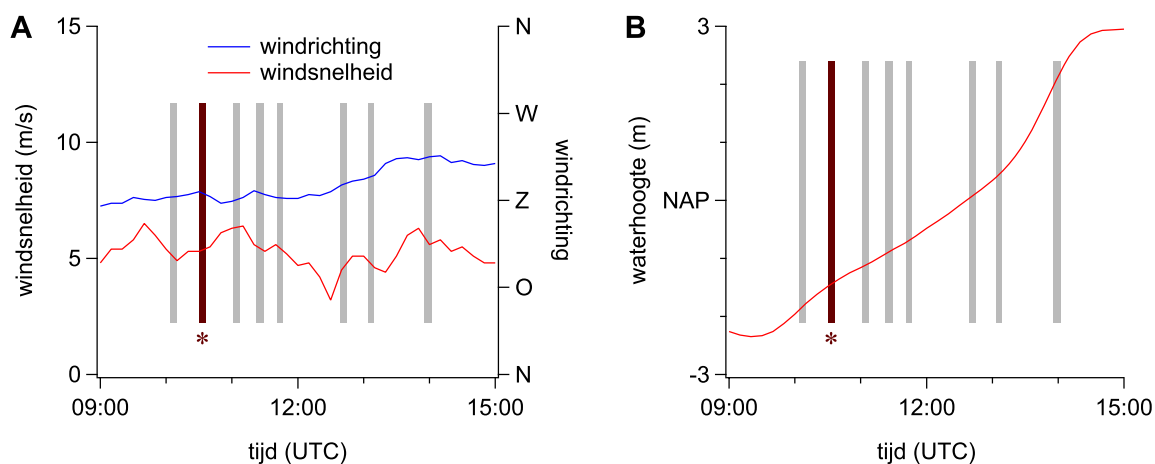 A
15
10
5
0
windsnelheid (m/s)
windrichting
windsnelheid
N
W
Z
O
N
windrichting
*
09:00
12:00
15:00
tijd (UTC)
B
3
NAP
-3
waterhoogte (m)
*
09:00
12:00
15:00
tijd (UTC)